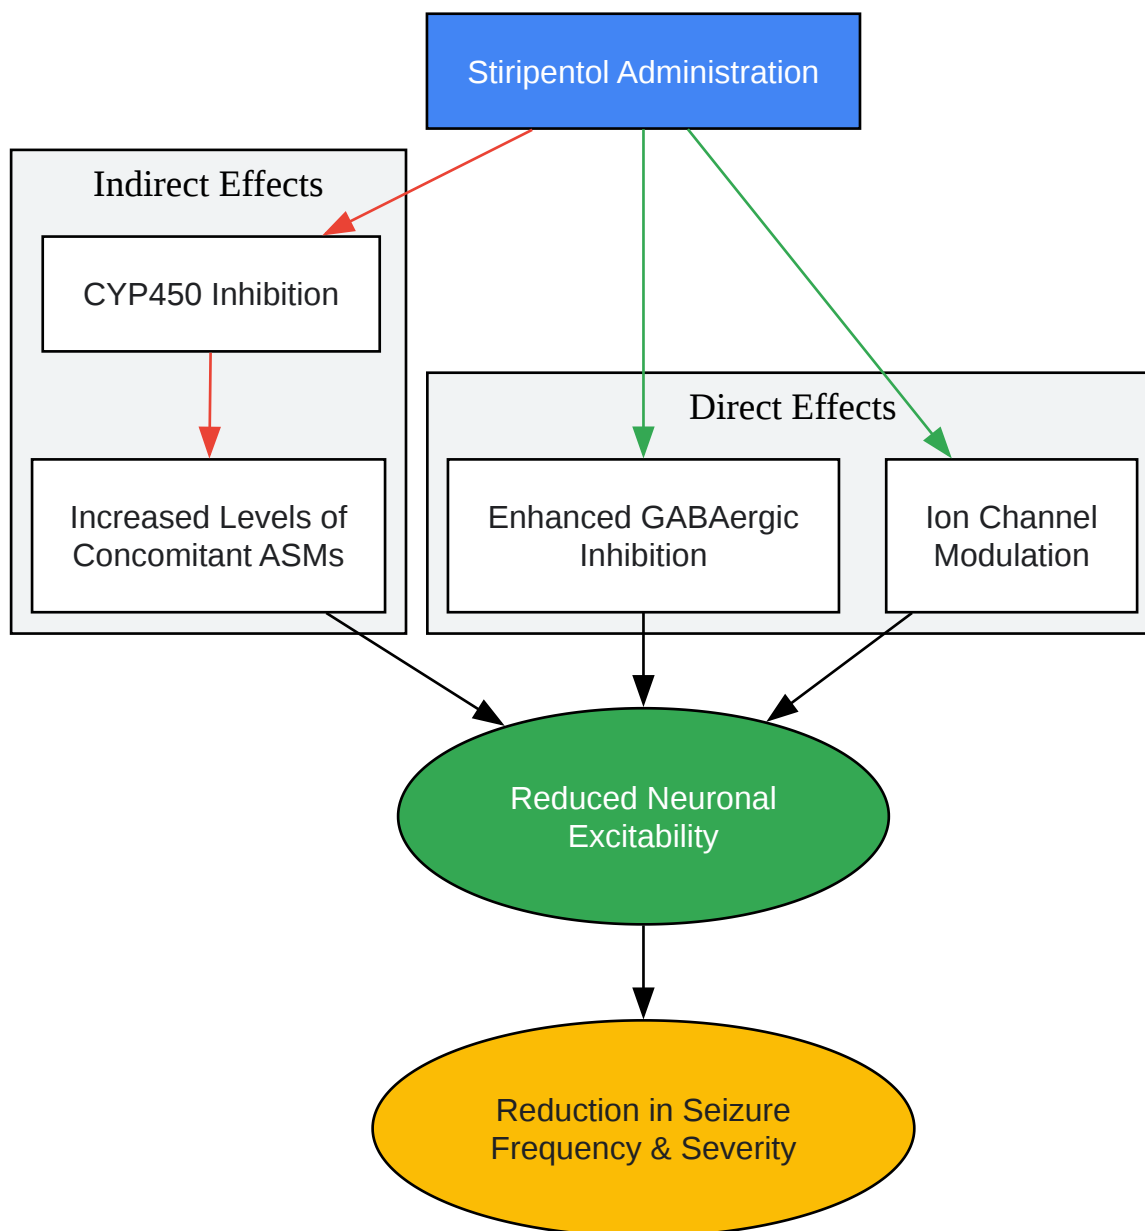 Stiripentol Administration
Indirect Effects
CYP450 Inhibition
Direct Effects
Increased Levels of
Concomitant ASMs
Enhanced GABAergic
Inhibition
Ion Channel
Modulation
Reduced Neuronal
Excitability
Reduction in Seizure
Frequency & Severity